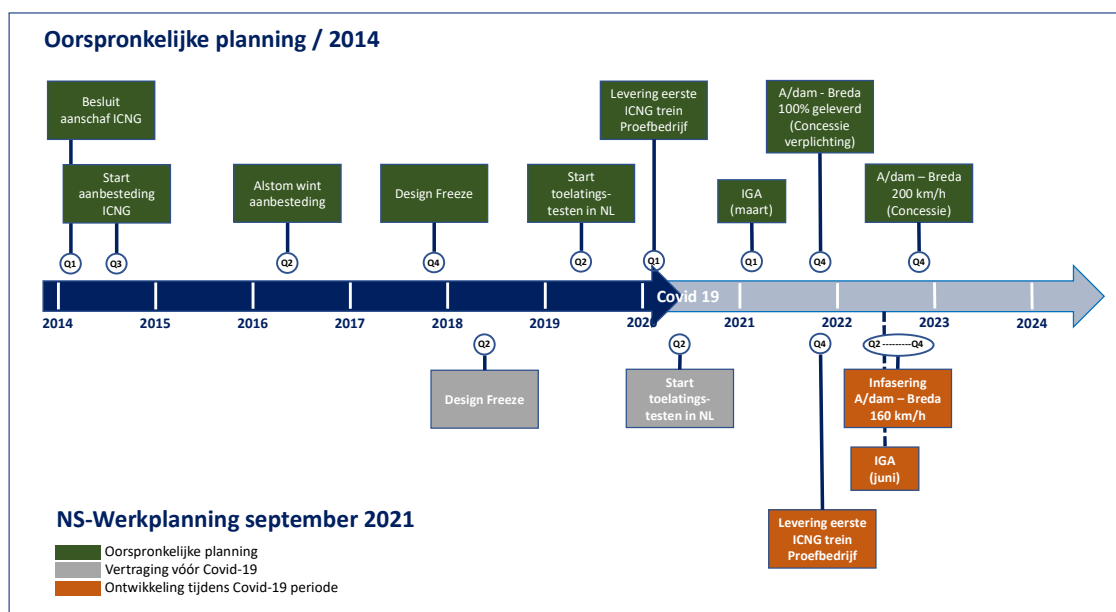 Oorspronkelijke planning / 2014
Besluit
aanschaf ICNG
Start
aanbesteding
ICNG
Alstom wint
aanbesteding
Design Freeze
Start
toelatings-
testen in NL
Levering eerste
ICNG trein
Proefbedrijf
IGA
(maart)
A/dam - Breda
100% geleverd
(Concessie
verplichting)
A/dam – Breda
200 km/h
(Concessie)
Q1
Q3
Q2
Q4
Q2
Q1
Q1
Q4
Q4
Covid 19
2014
2015
2016
2017
2018
2019
2020
2021
2022
2023
2024
Q2
Q2
Q4
Q2 ---------Q4
Design Freeze
Start
toelatings-
testen in NL
Infasering
A/dam – Breda
160 km/h
IGA
(juni)
Levering eerste
ICNG trein
Proefbedrijf
NS-Werkplanning september 2021
Oorspronkelijke planning
Vertraging vóór Covid-19
Ontwikkeling tijdens Covid-19 periode